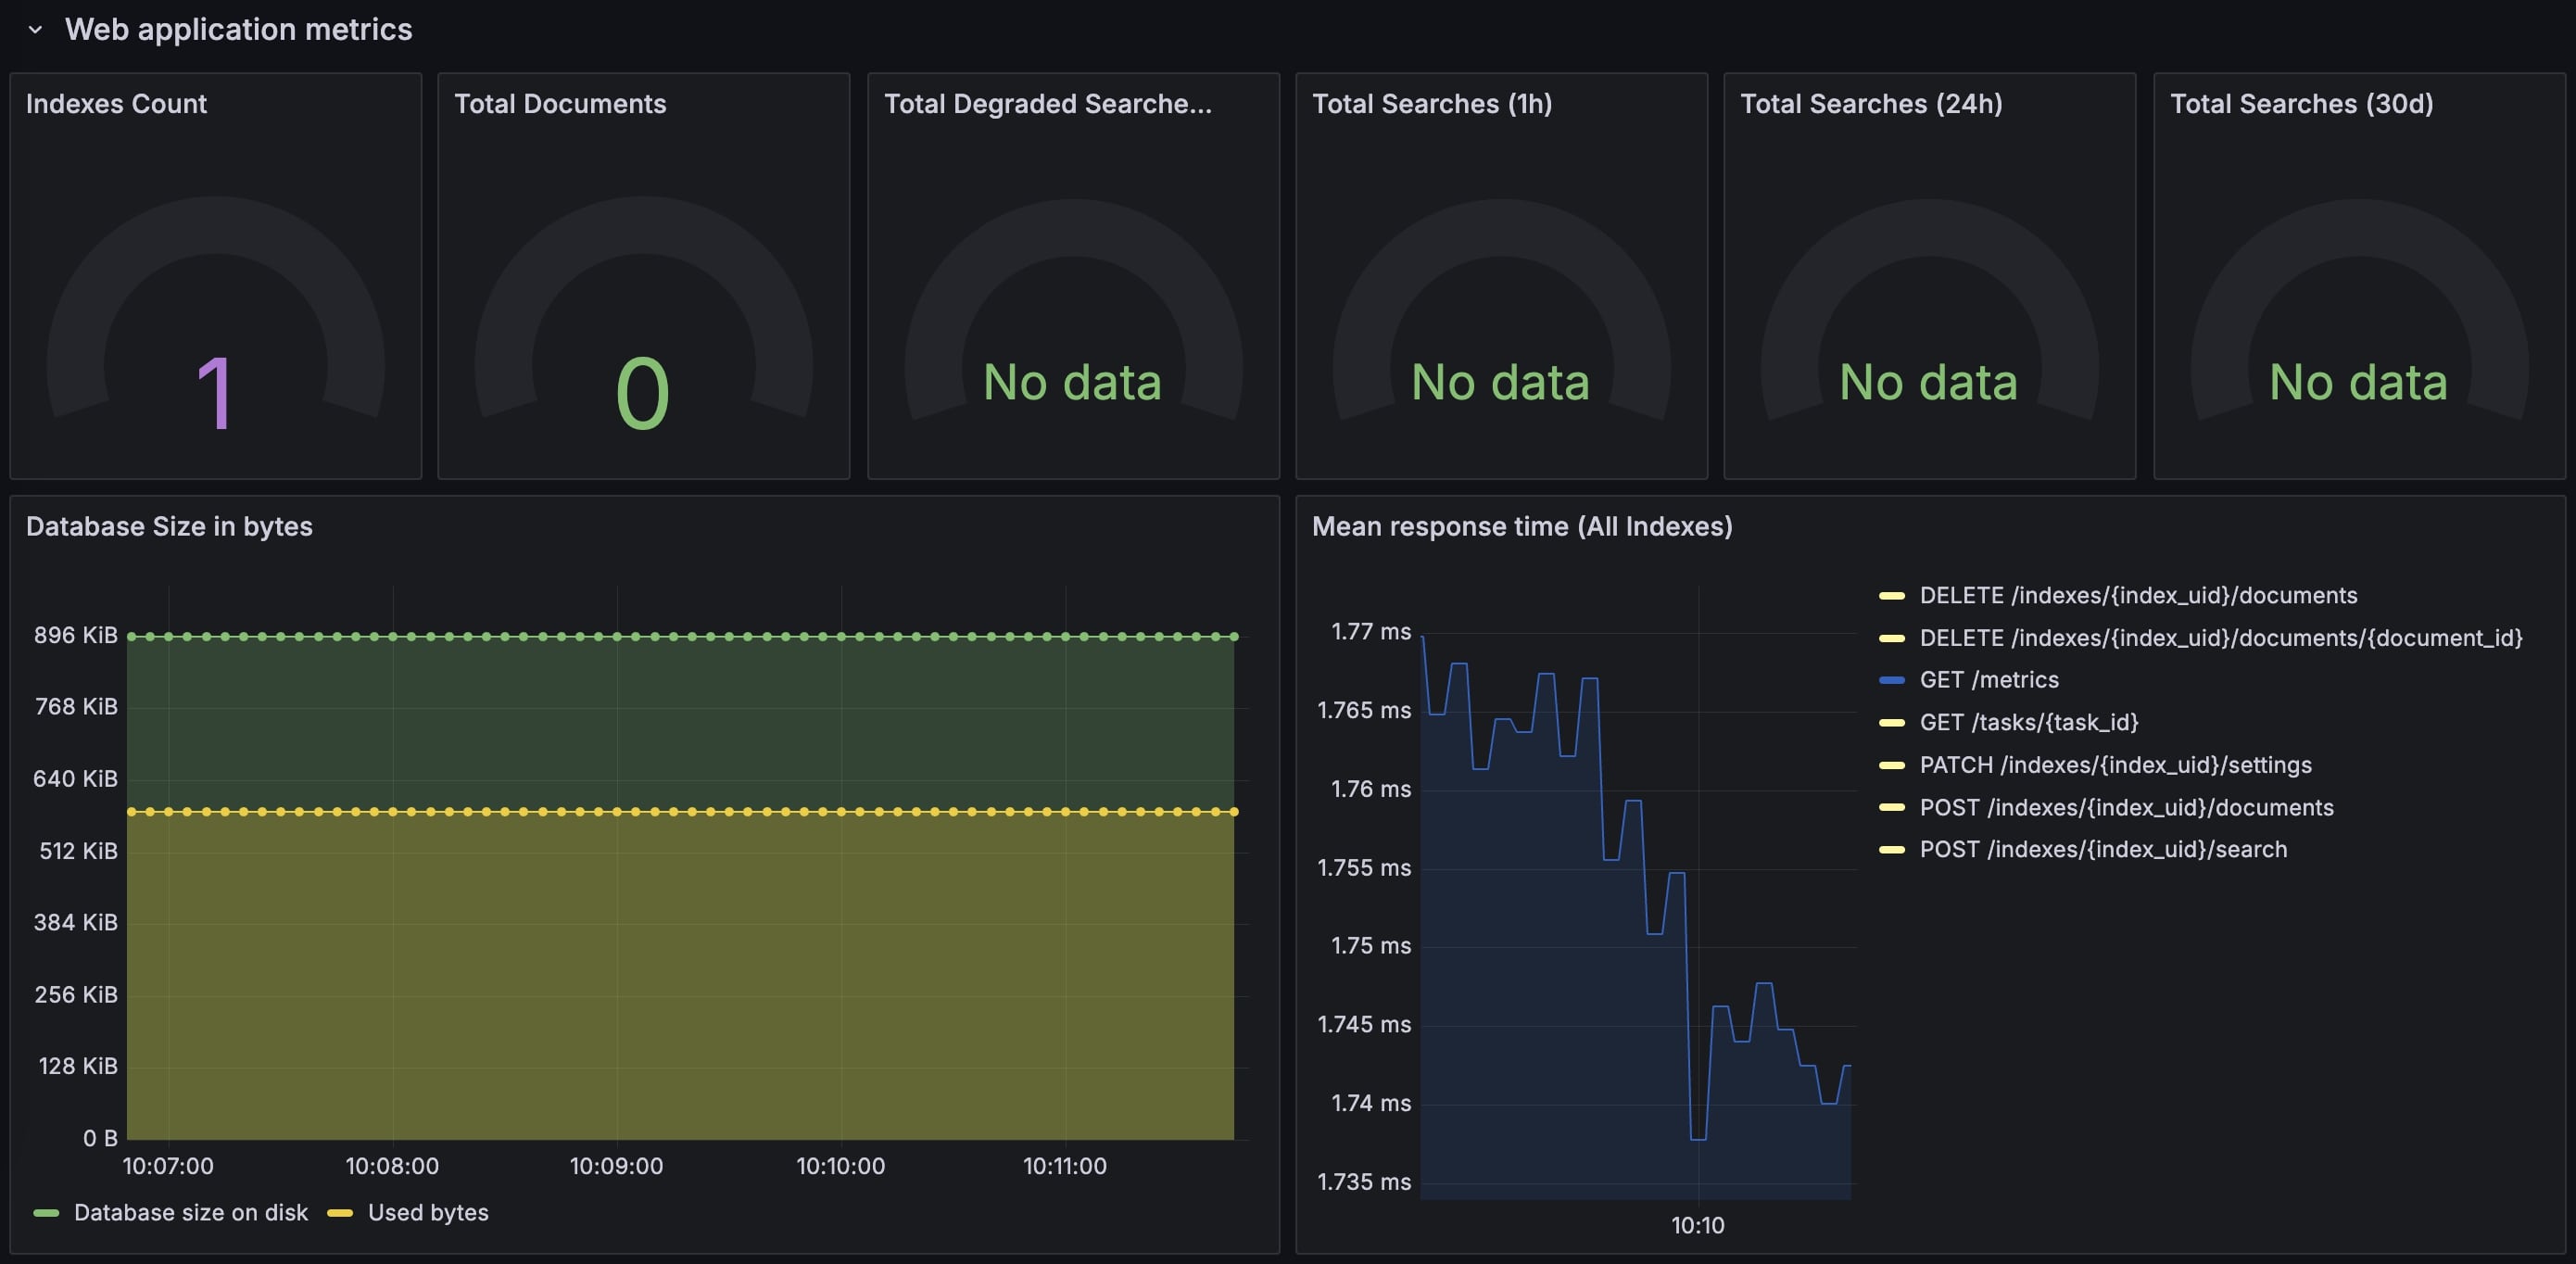 Web application metrics
Indexes Count
1
Total Documents
0
Total Degraded Searche...
No data
Total Searches (1h)
No data
Total Searches (24h)
No data
Total Searches (30d)
No data
Database Size in bytes
896 KiB
768 KiB
640 KiB
512 KiB
384 KiB
256 KiB
128 KiB
0 B
10:07:00 10:08:00 10:09:00 10:10:00 10:11:00
Database size on disk Used bytes
Mean response time (All Indexes)
1.77 ms
1.765 ms
1.76 ms
1.755 ms
1.75 ms
1.745 ms
1.74 ms
1.735 ms
10:10
DELETE /indexes/{index_uid}/documents
DELETE /indexes/{index_uid}/documents/{document_id}
GET /metrics
GET /tasks/{task_id}
PATCH /indexes/{index_uid}/settings
POST /indexes/{index_uid}/documents
POST /indexes/{index_uid}/search